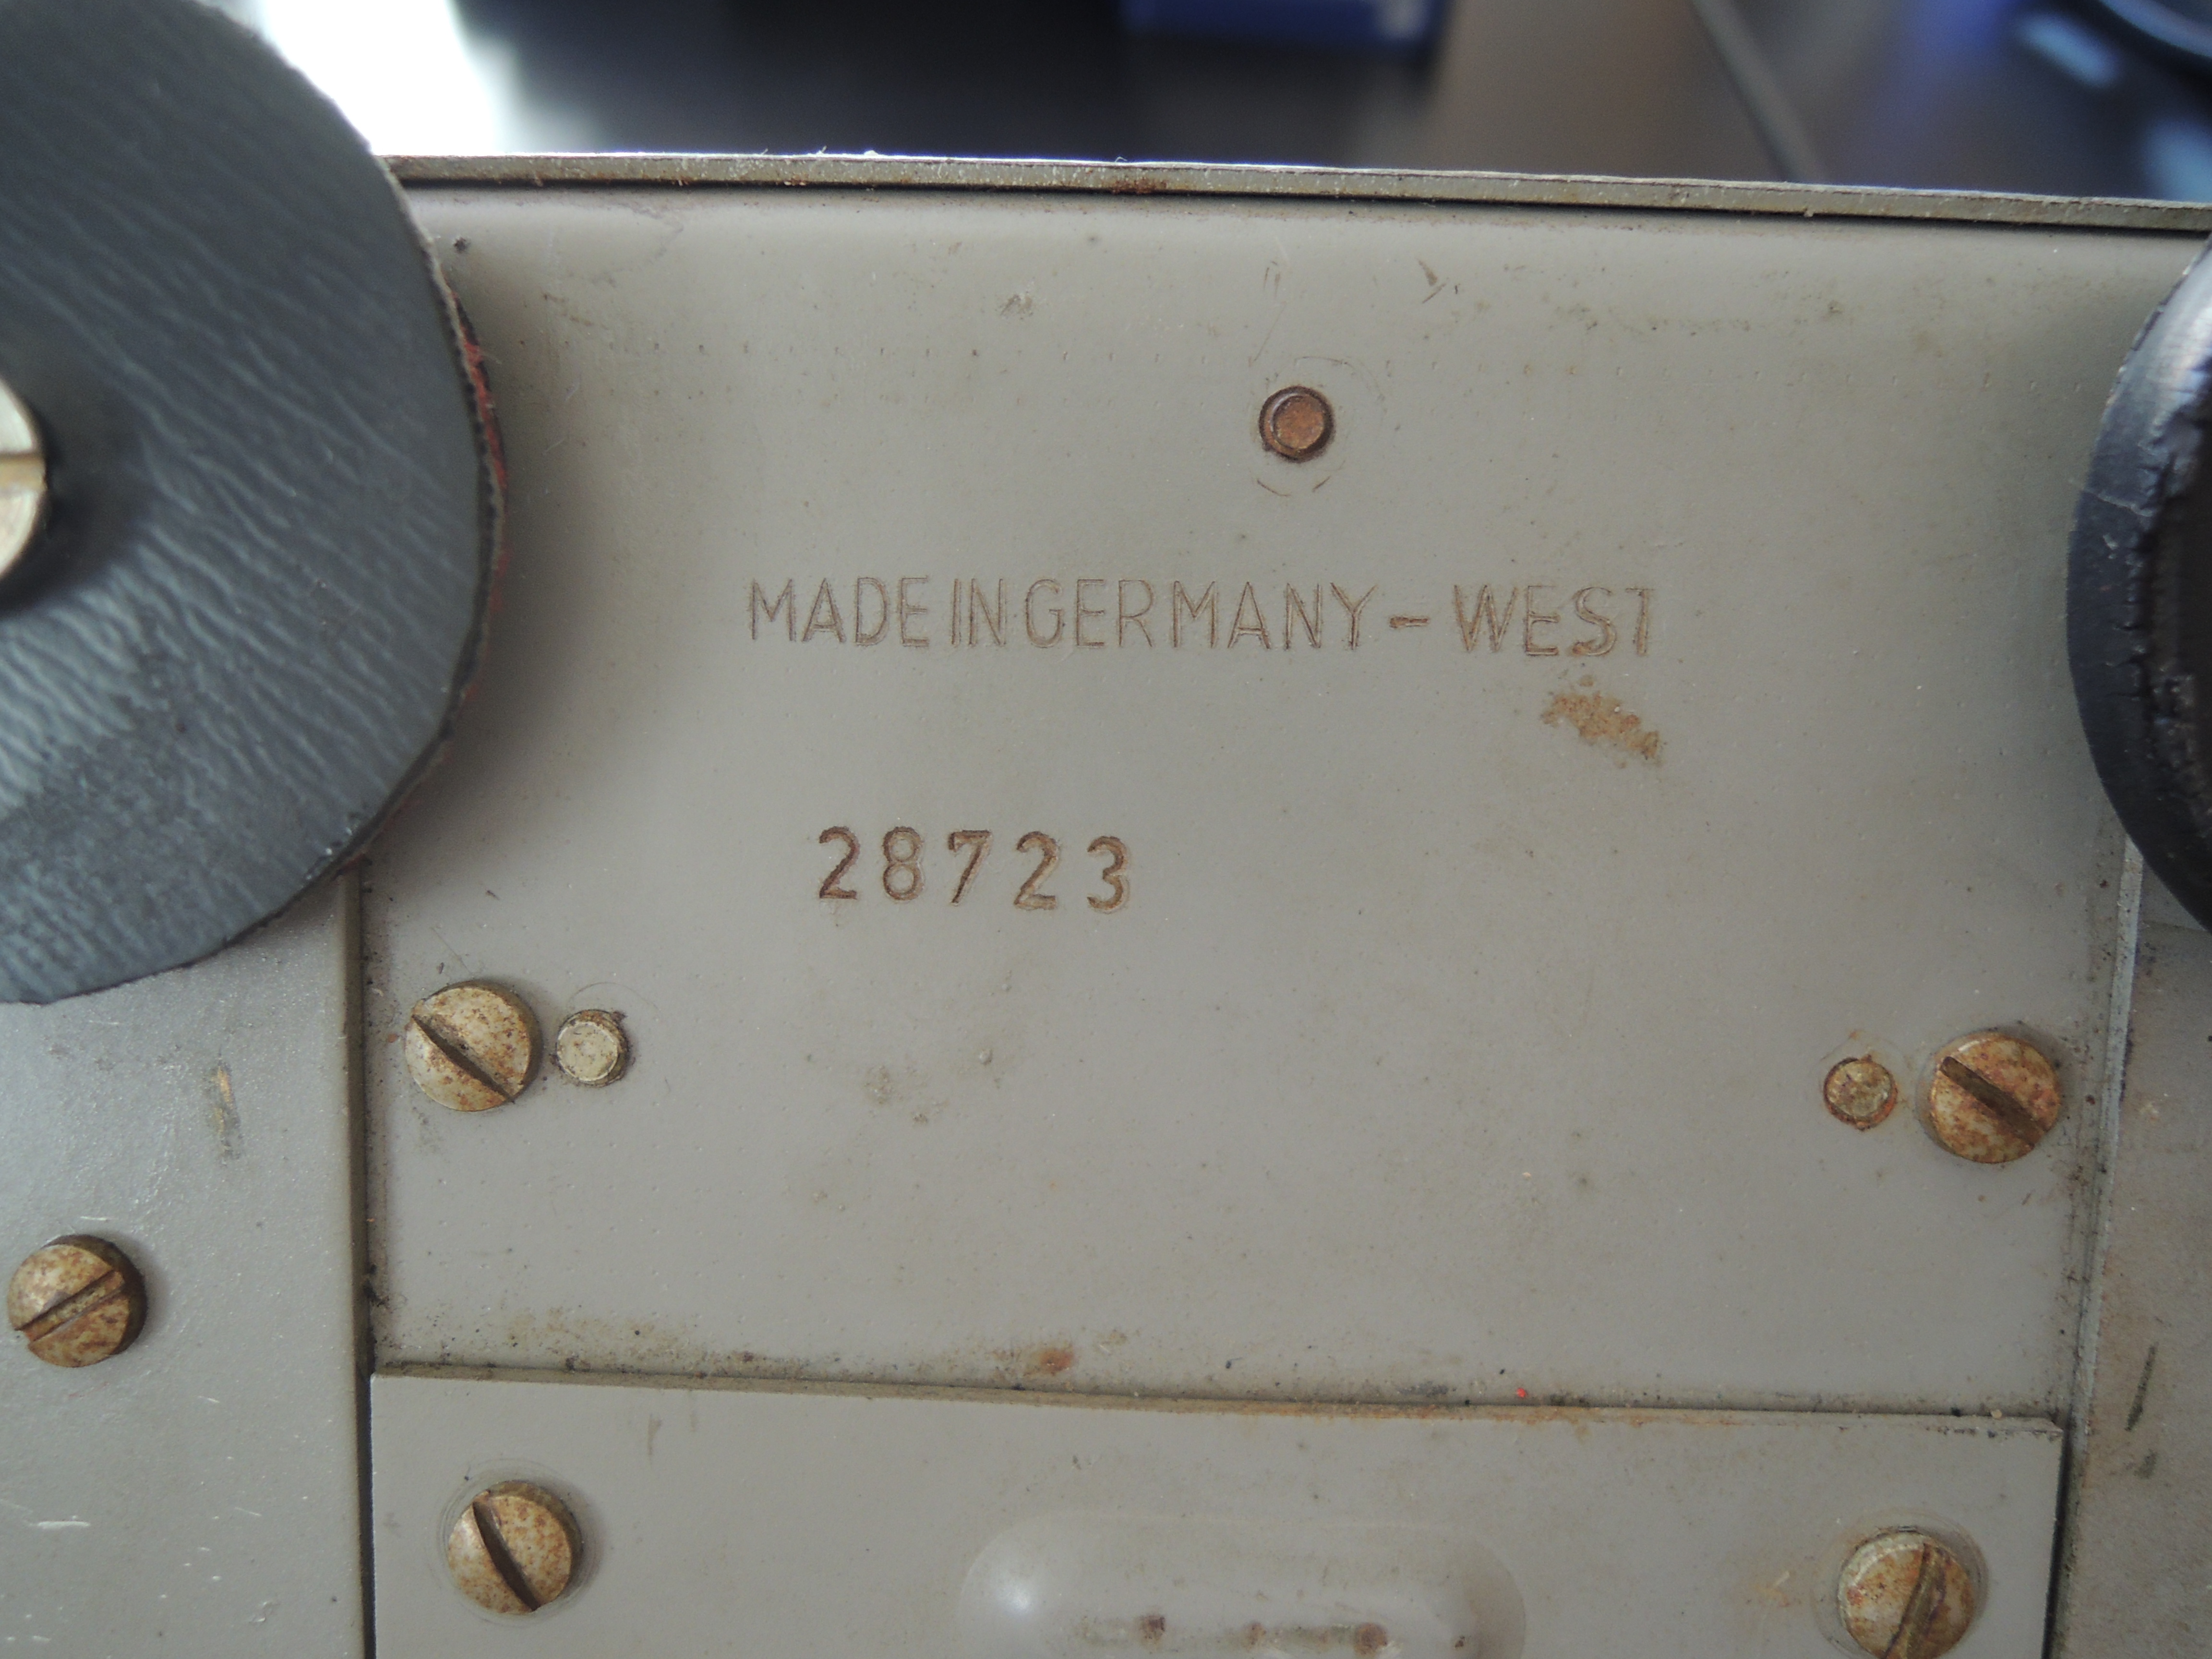 MADE IN GERMANY - WEST
28723